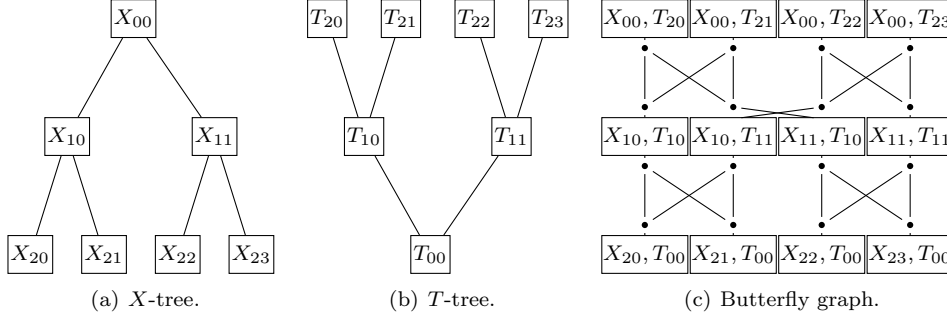 X₀₀
X₁₀ X₁₁
X₂₀ X₂₁ X₂₂ X₂₃
(a) X-tree.
T₂₀ T₂₁ T₂₂ T₂₃
T₁₀ T₁₁
T₀₀
(b) T-tree.
X₀₀, T₂₀ X₀₀, T₂₁ X₀₀, T₂₂ X₀₀, T₂₃
X₁₀, T₁₀ X₁₀, T₁₁ X₁₁, T₁₀ X₁₁, T₁₁
X₂₀, T₀₀ X₂₁, T₀₀ X₂₂, T₀₀ X₂₃, T₀₀
(c) Butterfly graph.